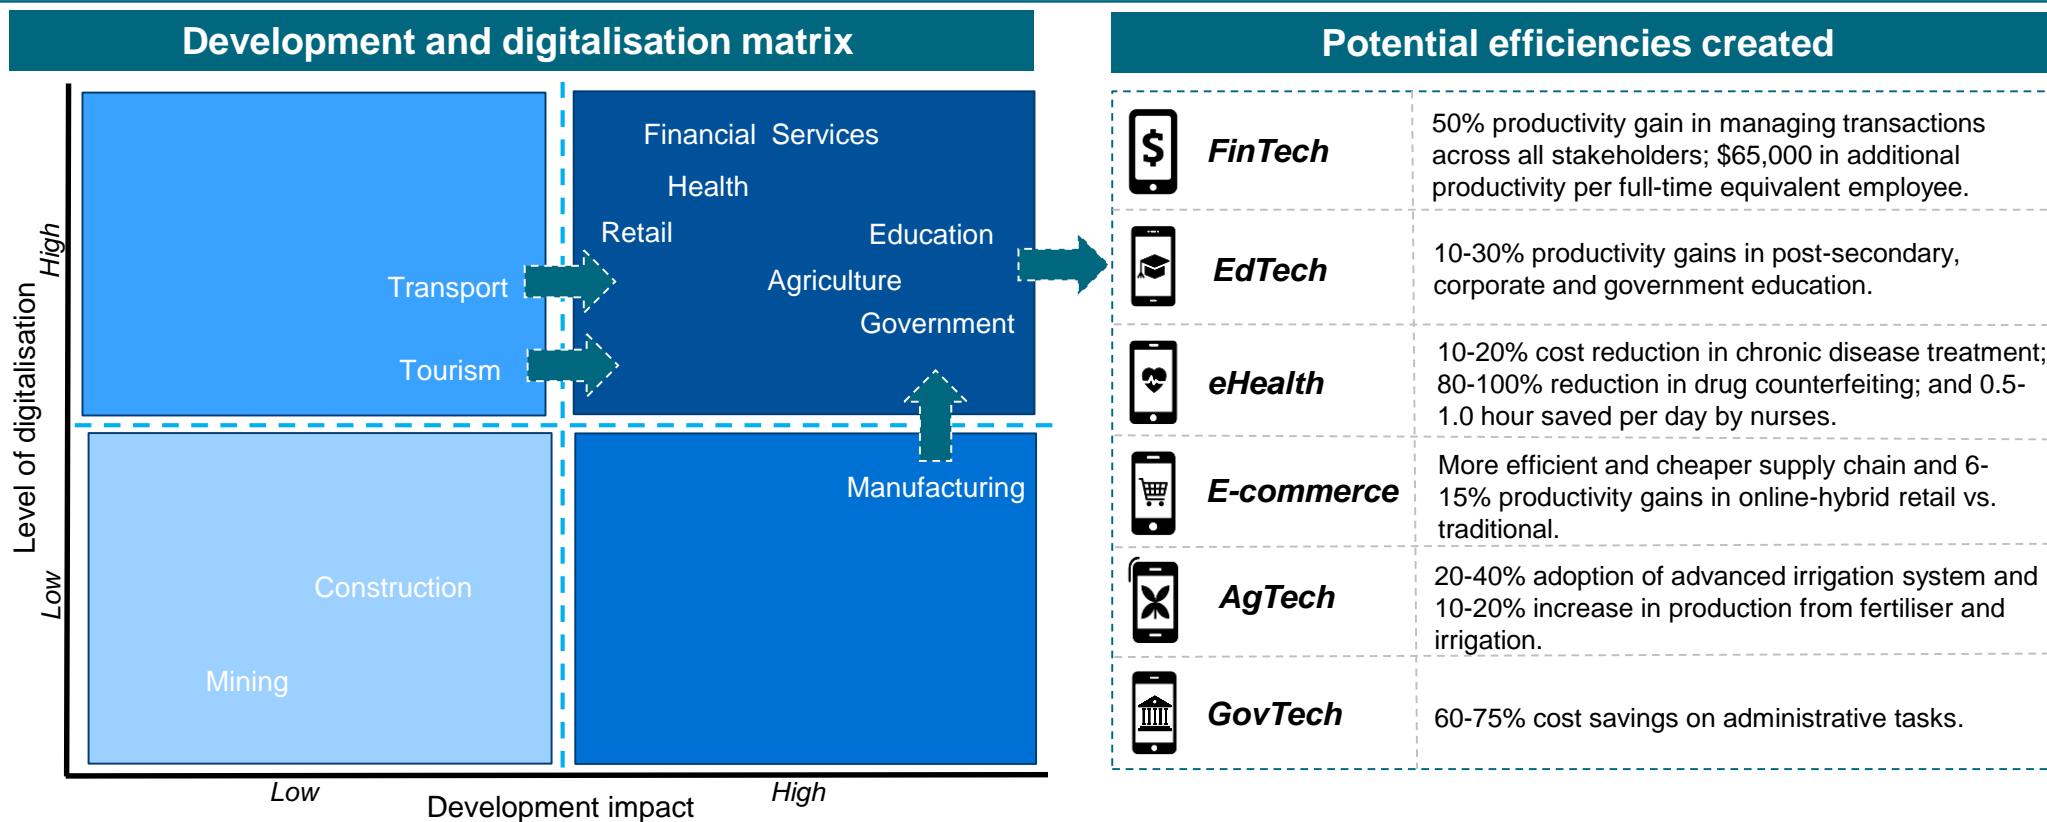 Development and digitalisation matrix
Level of digitalisation
High
Low
Financial Services
Health
Retail
Education
Transport
Agriculture
Government
Tourism
Manufacturing
Construction
Mining
Low
High
Development impact
Potential efficiencies created
$
FinTech
50% productivity gain in managing transactions
across all stakeholders; $65,000 in additional
productivity per full-time equivalent employee.
EdTech
10-30% productivity gains in post-secondary,
corporate and government education.
eHealth
10-20% cost reduction in chronic disease treatment;
80-100% reduction in drug counterfeiting; and 0.5-
1.0 hour saved per day by nurses.
E-commerce
More efficient and cheaper supply chain and 6-
15% productivity gains in online-hybrid retail vs.
traditional.
AgTech
20-40% adoption of advanced irrigation system and
10-20% increase in production from fertiliser and
irrigation.
GovTech
60-75% cost savings on administrative tasks.